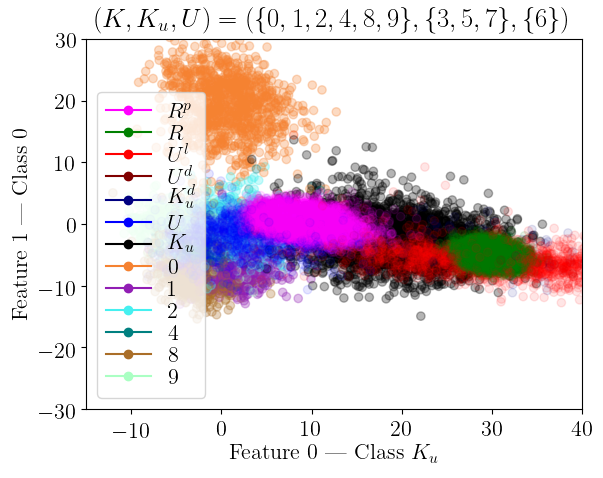 (K, K_u, U) = ({0, 1, 2, 4, 8, 9}, {3, 5, 7}, {6})
30
20
10
0
−10
−20
−30
Feature 1 — Class 0
R^p
R
U^l
U^d
K_u^d
U
K_u
0
1
2
4
8
9
−10
0
10
20
30
40
Feature 0 — Class K_u